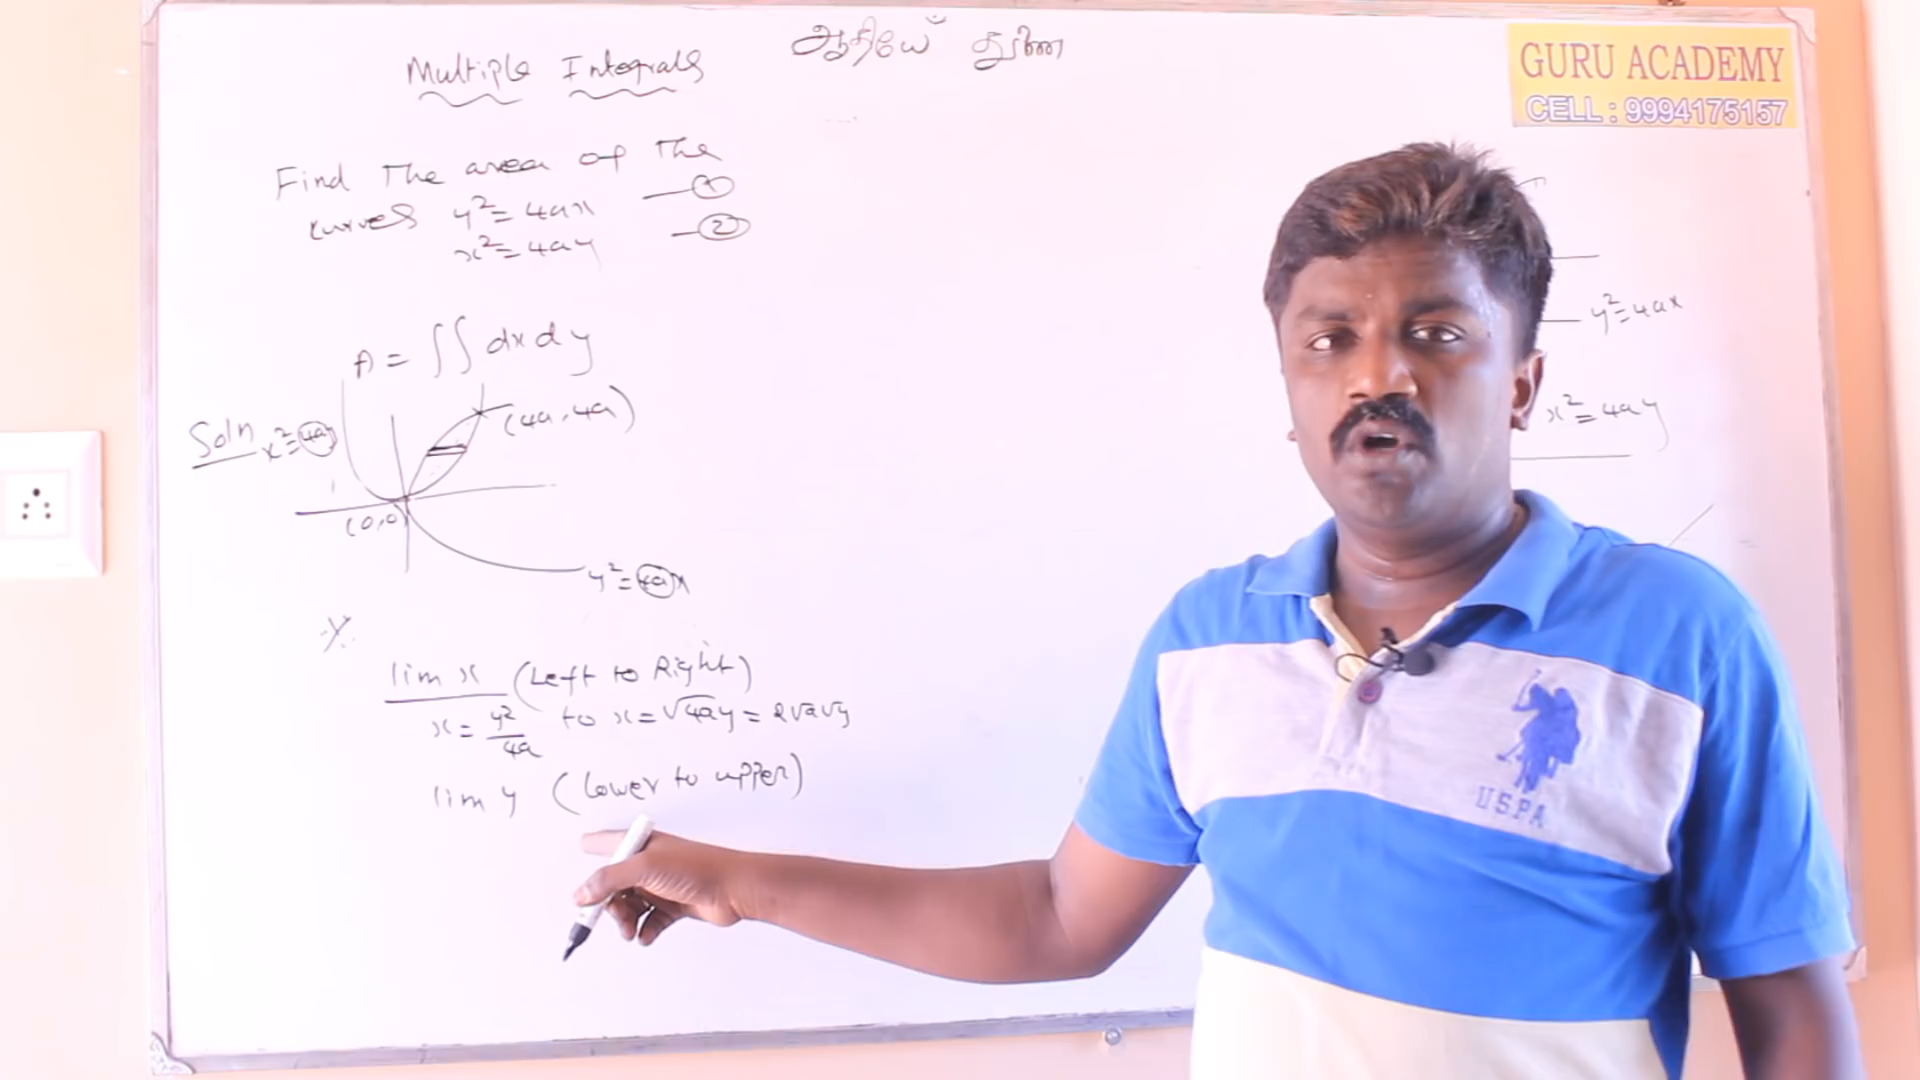 ஆதியே துணை
Multiple Integrals
GURU ACADEMY
CELL : 9994175157
Find The area of the
curves y²=4ax —①
x²=4ay —②
A = ∫∫ dx dy
Soln x²=4ay
(4a,4a)
(0,0)
y²=4ax
lim x (Left to Right)
x = y²/4a to x=√4ay = 2√a√y
lim y (Lower to upper)
y²=4ax
x²=4ay
USPA